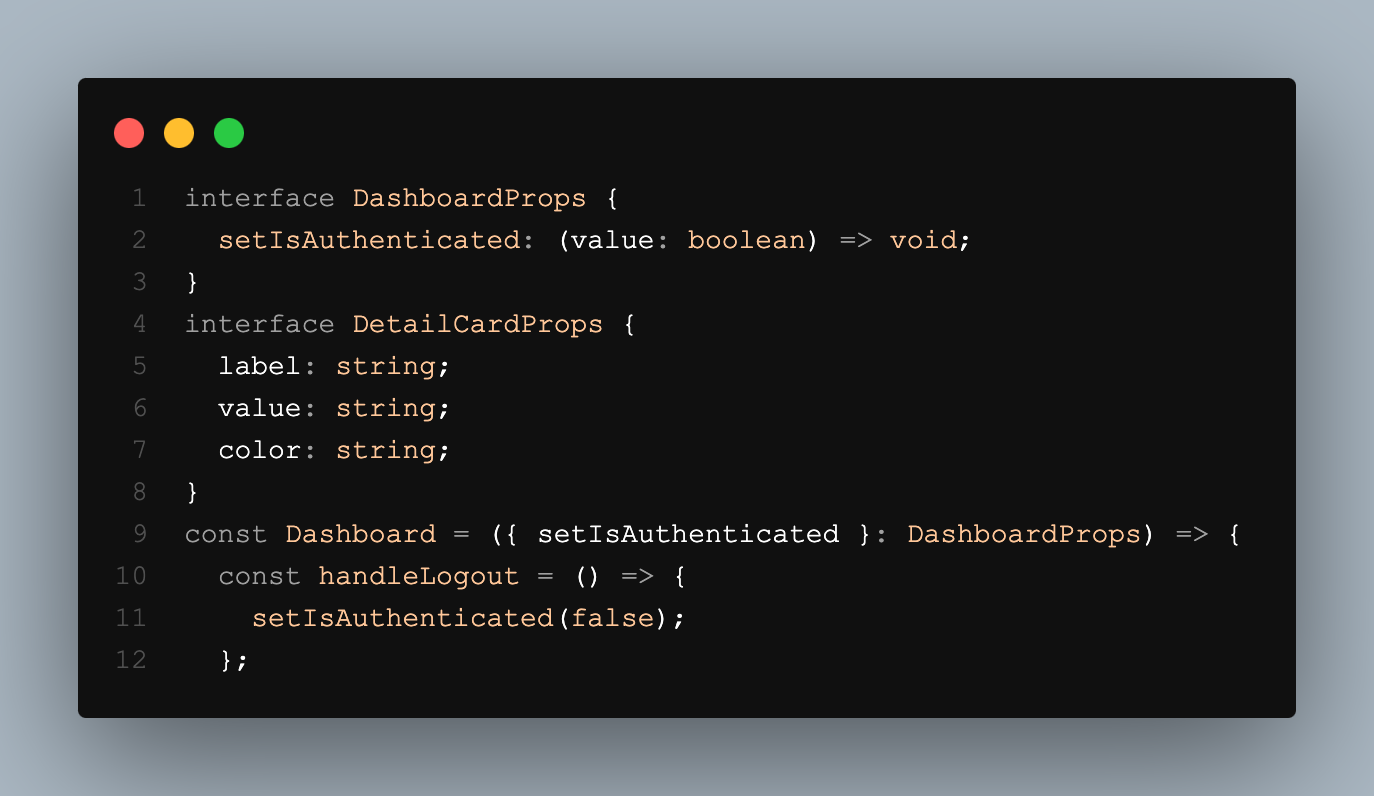 1 interface DashboardProps {
2   setIsAuthenticated: (value: boolean) => void;
3 }
4 interface DetailCardProps {
5   label: string;
6   value: string;
7   color: string;
8 }
9 const Dashboard = ({ setIsAuthenticated }: DashboardProps) => {
10   const handleLogout = () => {
11     setIsAuthenticated(false);
12   };